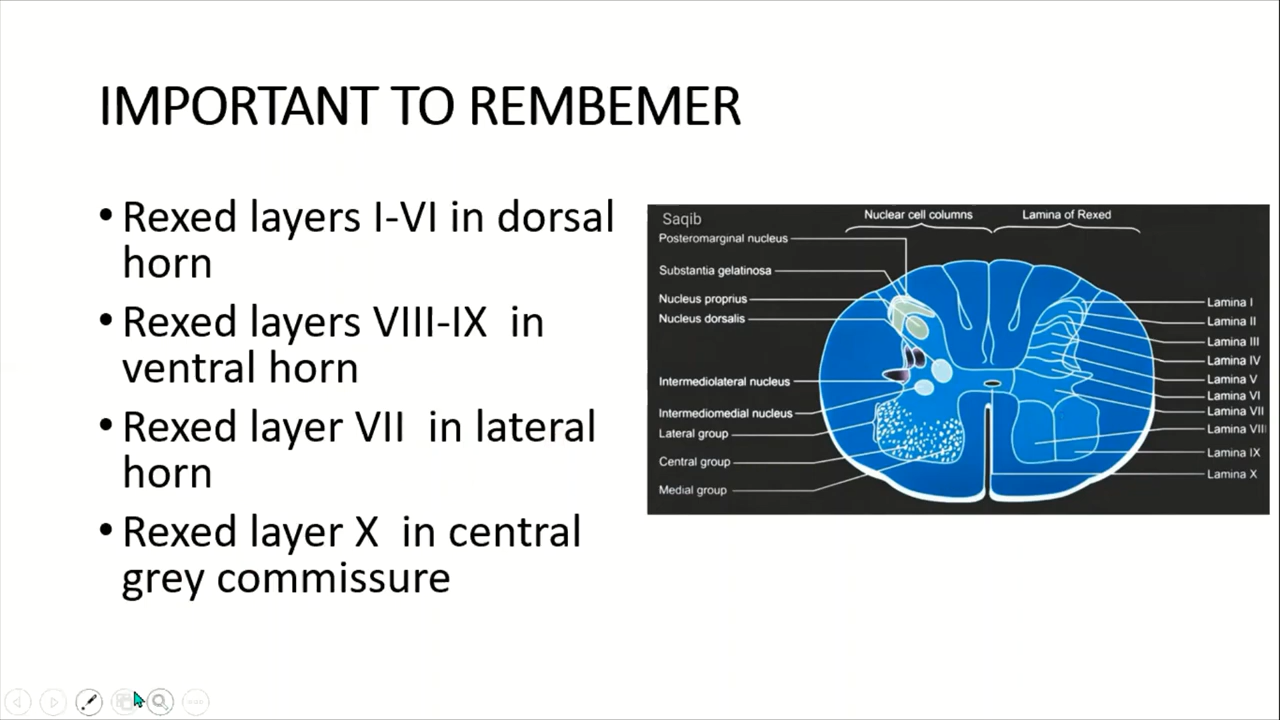 IMPORTANT TO REMBEMER
• Rexed layers I-VI in dorsal
horn
• Rexed layers VIII-IX in
ventral horn
• Rexed layer VII in lateral
horn
• Rexed layer X in central
grey commissure
Saqib
Nuclear cell columns
Lamina of Rexed
Posteromarginal nucleus
Substantia gelatinosa
Nucleus proprius
Nucleus dorsalis
Intermediolateral nucleus
Intermediomedial nucleus
Lateral group
Central group
Medial group
Lamina I
Lamina II
Lamina III
Lamina IV
Lamina V
Lamina VI
Lamina VII
Lamina VIII
Lamina IX
Lamina X